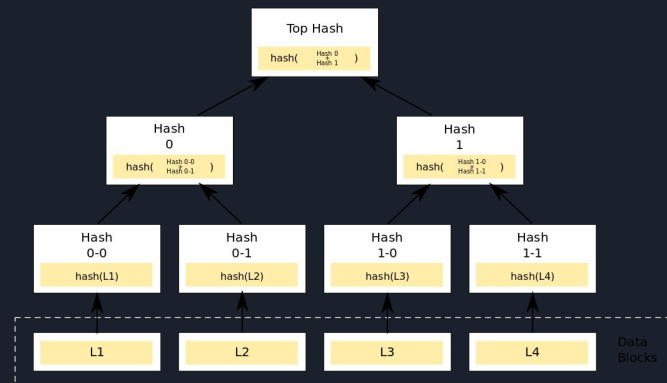 Top Hash
hash( Hash 0 + Hash 1 )
Hash
0
hash( Hash 0-0 + Hash 0-1 )
Hash
1
hash( Hash 1-0 + Hash 1-1 )
Hash
0-0
hash(L1)
Hash
0-1
hash(L2)
Hash
1-0
hash(L3)
Hash
1-1
hash(L4)
L1
L2
L3
L4
Data
Blocks